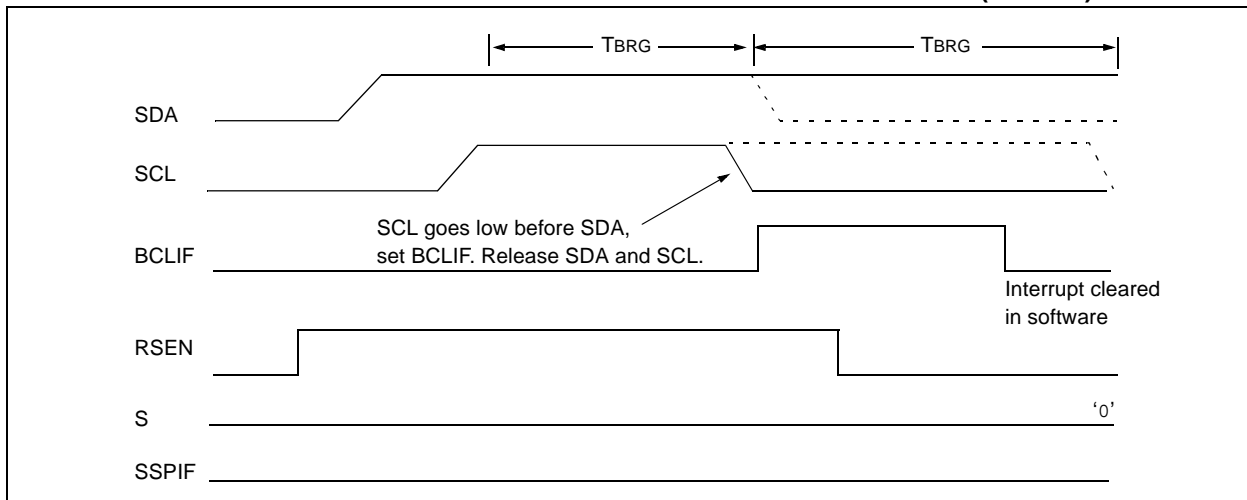 TBRG
TBRG
SDA
SCL
SCL goes low before SDA,
set BCLIF. Release SDA and SCL.
BCLIF
Interrupt cleared
in software
RSEN
S
‘0’
SSPIF